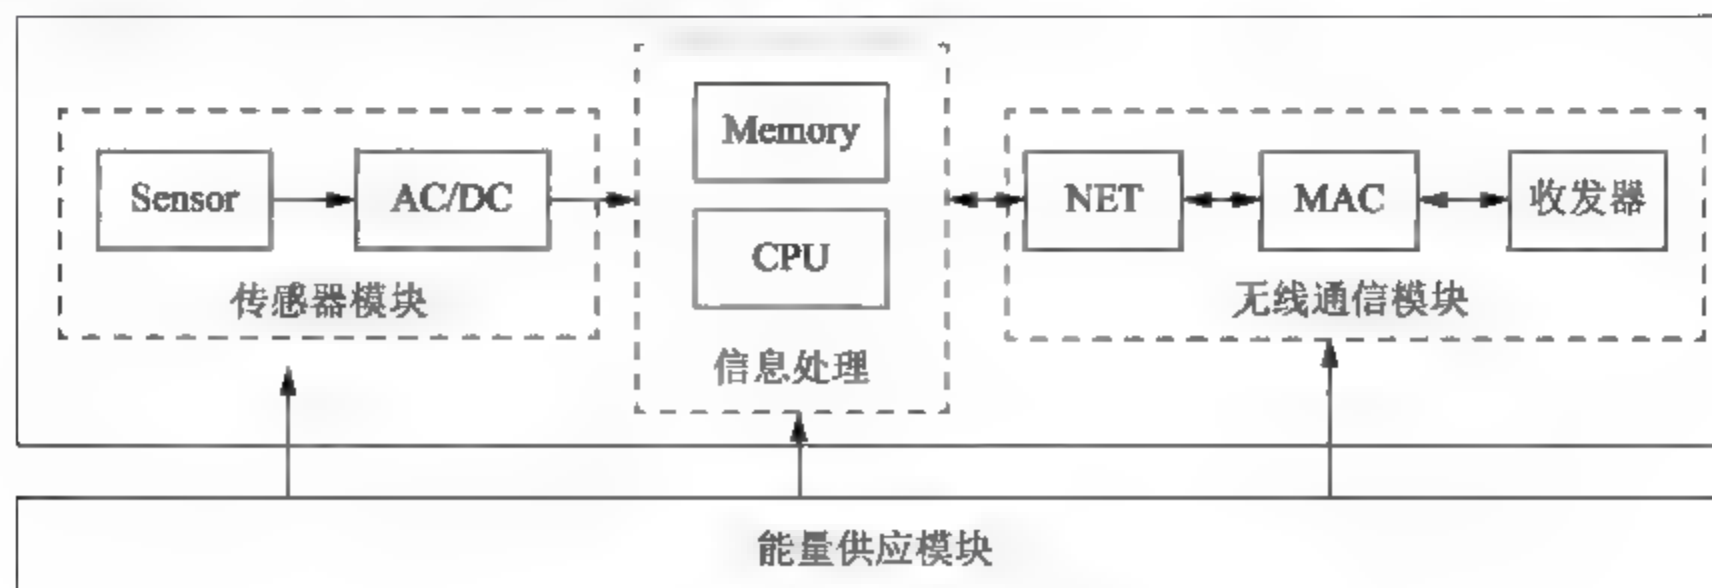 Memory
Sensor
AC/DC
NET
MAC
收发器
CPU
传感器模块
无线通信模块
信息处理
能量供应模块